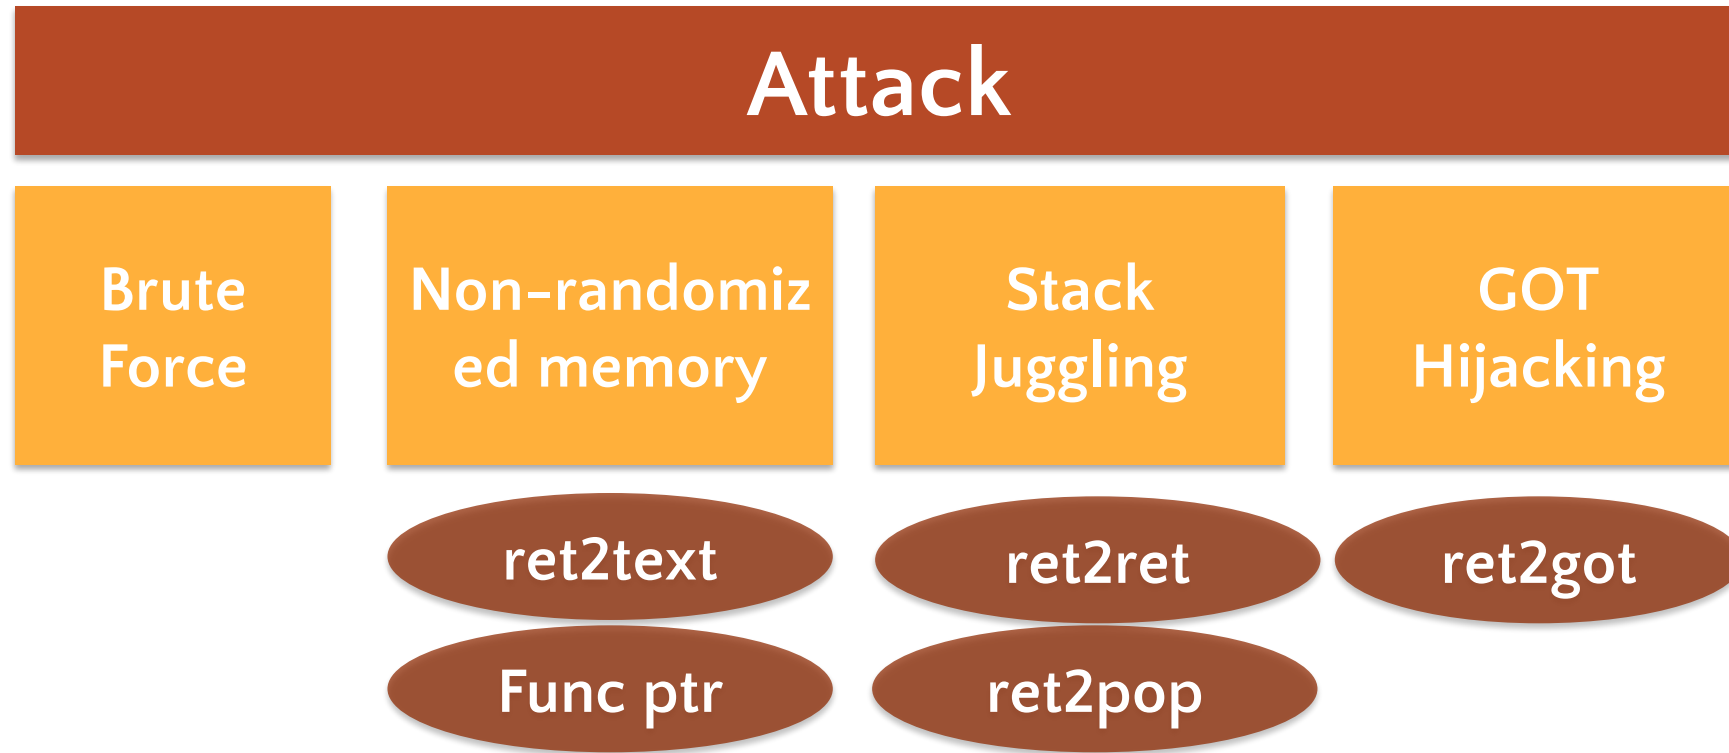 Attack
Brute
Force
Non-randomiz
ed memory
Stack
Juggling
GOT
Hijacking
ret2text
ret2ret
ret2got
Func ptr
ret2pop